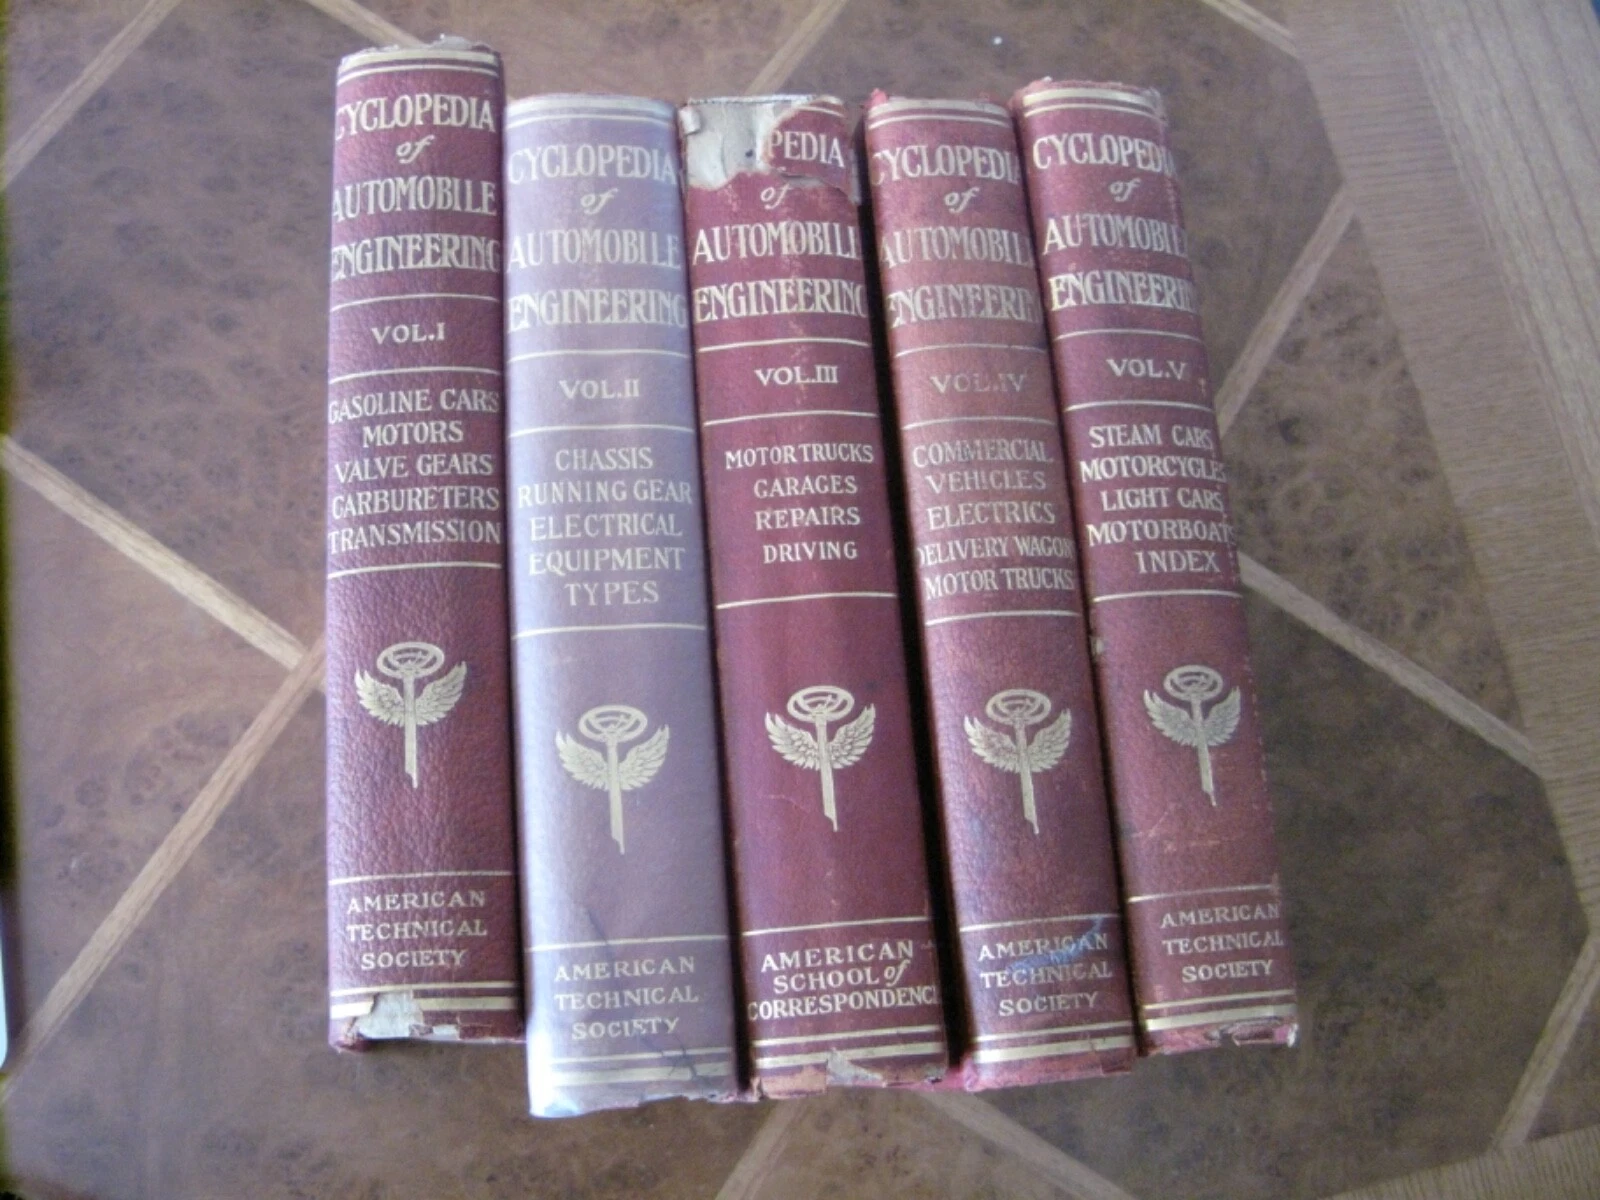 CYCLOPEDIA
of
AUTOMOBILE
ENGINEERING
VOL.I
GASOLINE CARS
MOTORS
VALVE GEARS
CARBURETERS
TRANSMISSION
AMERICAN
TECHNICAL
SOCIETY
CYCLOPEDIA
of
AUTOMOBILE
ENGINEERING
VOL.II
CHASSIS
RUNNING GEAR
ELECTRICAL
EQUIPMENT
TYPES
AMERICAN
TECHNICAL
SOCIETY
PEDIA
of
AUTOMOBILE
ENGINEERING
VOL.III
MOTOR TRUCKS
GARAGES
REPAIRS
DRIVING
AMERICAN
SCHOOL of
CORRESPONDENCE
CYCLOPEDIA
of
AUTOMOBILE
ENGINEERIN
VOL.IV
COMMERCIAL
VEHICLES
ELECTRICS
DELIVERY WAGON
MOTOR TRUCKS
AMERICAN
TECHNICAL
SOCIETY
CYCLOPEDIA
of
AUTOMOBILE
ENGINEERIN
VOL.V
STEAM CARS
MOTORCYCLES
LIGHT CARS
MOTORBOATS
INDEX
AMERICAN
TECHNICAL
SOCIETY